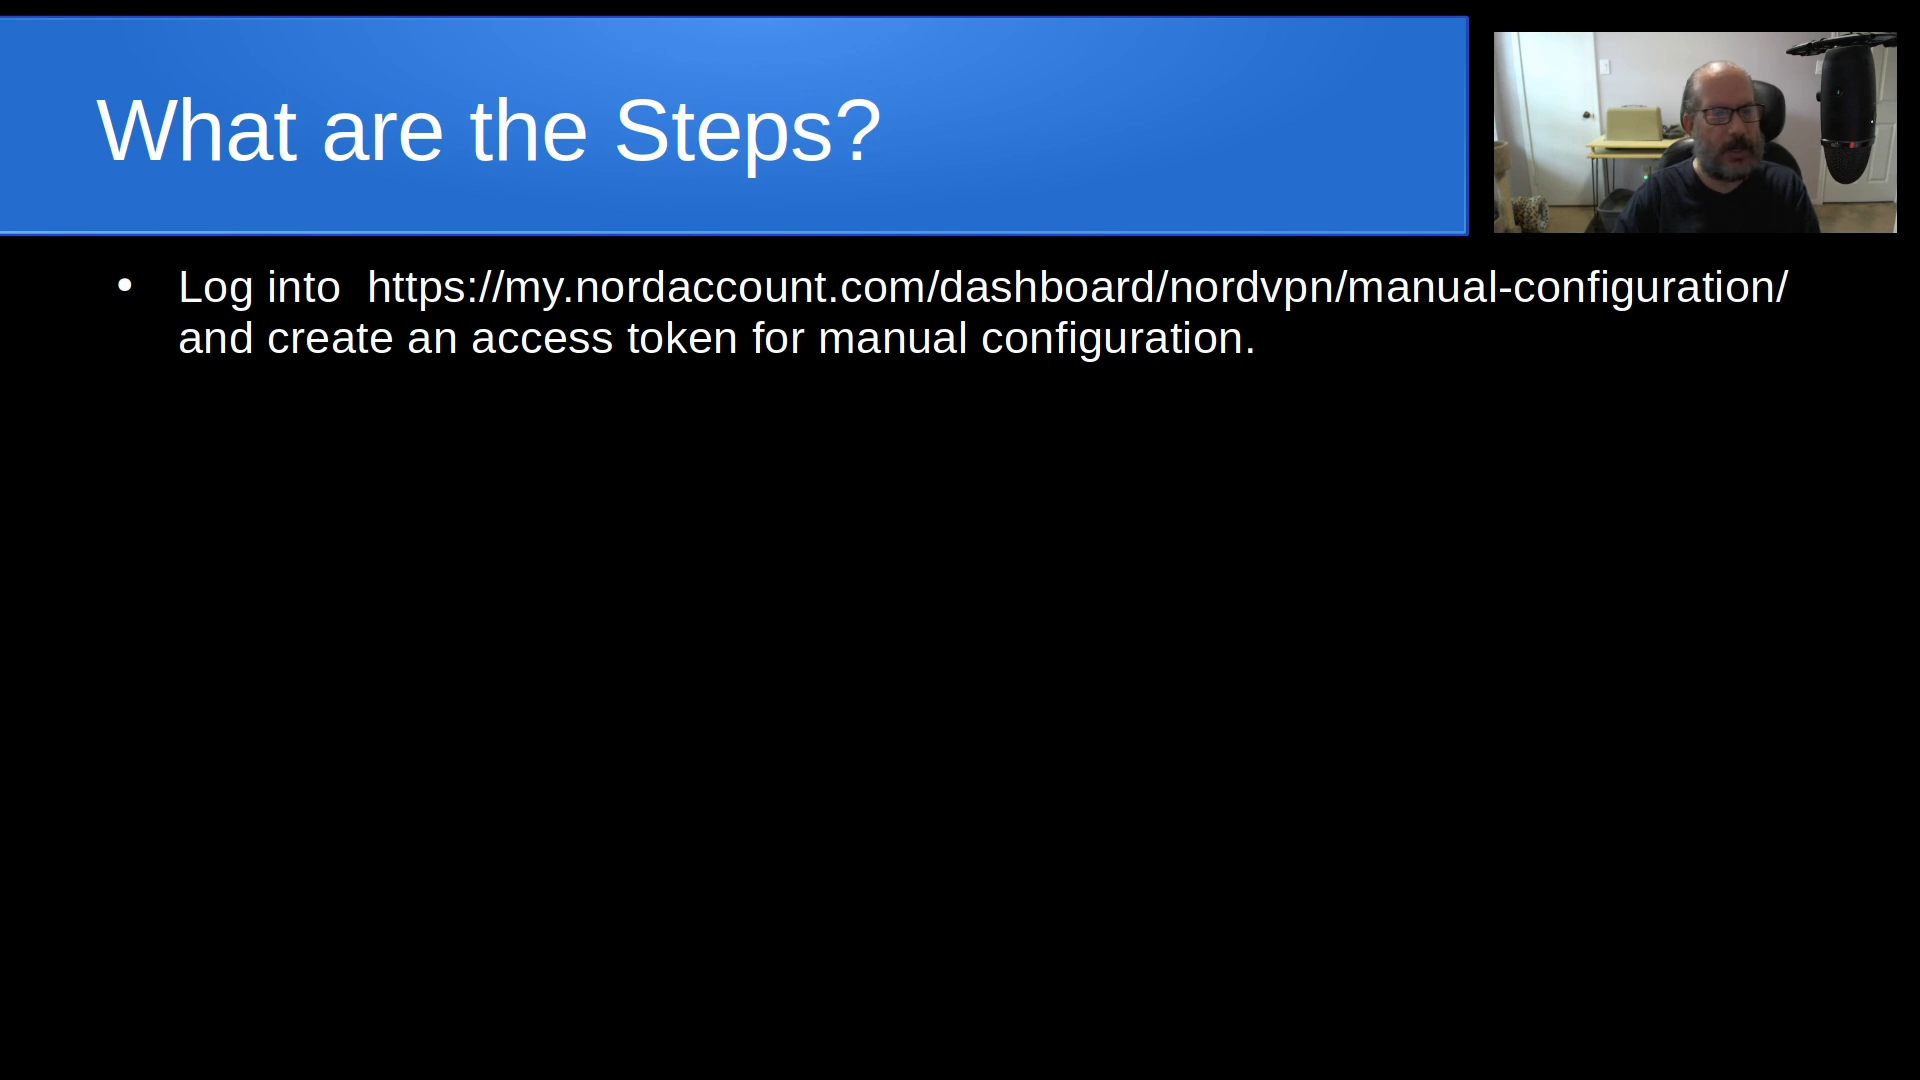 What are the Steps?
• Log into  https://my.nordaccount.com/dashboard/nordvpn/manual-configuration/
and create an access token for manual configuration.